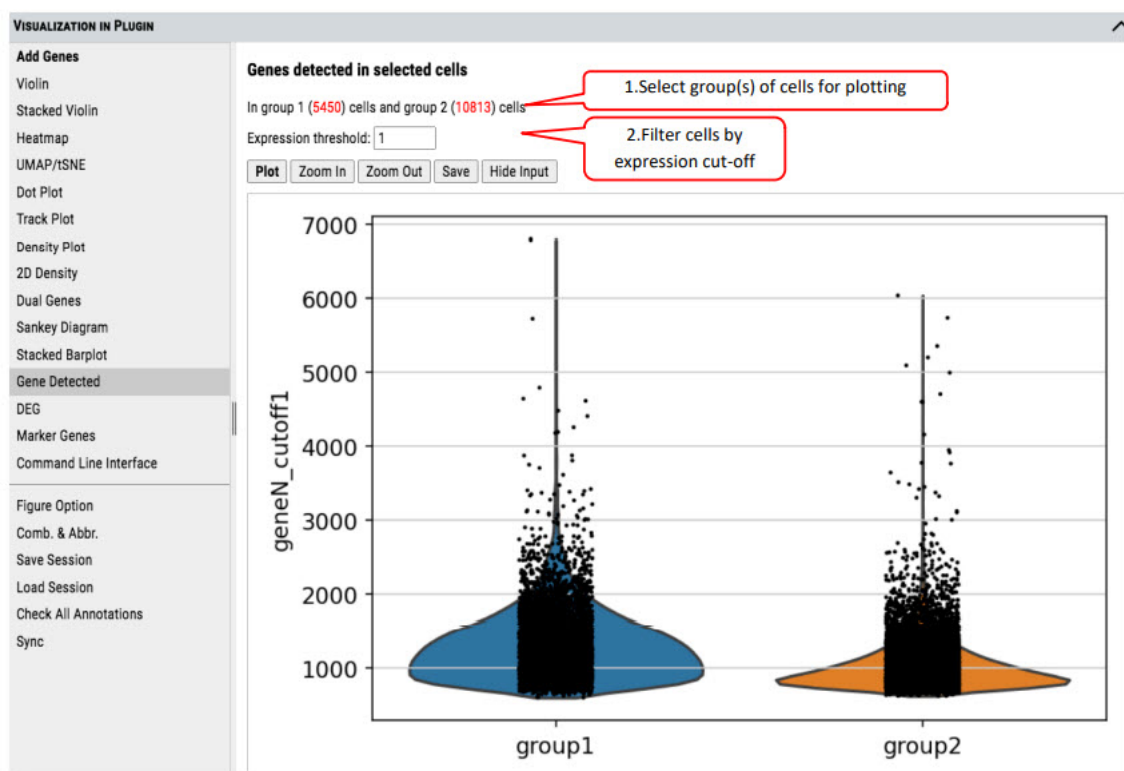 VISUALIZATION IN PLUGIN
Add Genes
Violin
Stacked Violin
Heatmap
UMAP/tSNE
Dot Plot
Track Plot
Density Plot
2D Density
Dual Genes
Sankey Diagram
Stacked Barplot
Gene Detected
DEG
Marker Genes
Command Line Interface
Figure Option
Comb. & Abbr.
Save Session
Load Session
Check All Annotations
Sync
Genes detected in selected cells
In group 1 (5450) cells and group 2 (10813) cells
1.Select group(s) of cells for plotting
Expression threshold: 1
2.Filter cells by
expression cut-off
Plot Zoom In Zoom Out Save Hide Input
7000
6000
5000
4000
3000
2000
1000
geneN_cutoff1
group1 group2